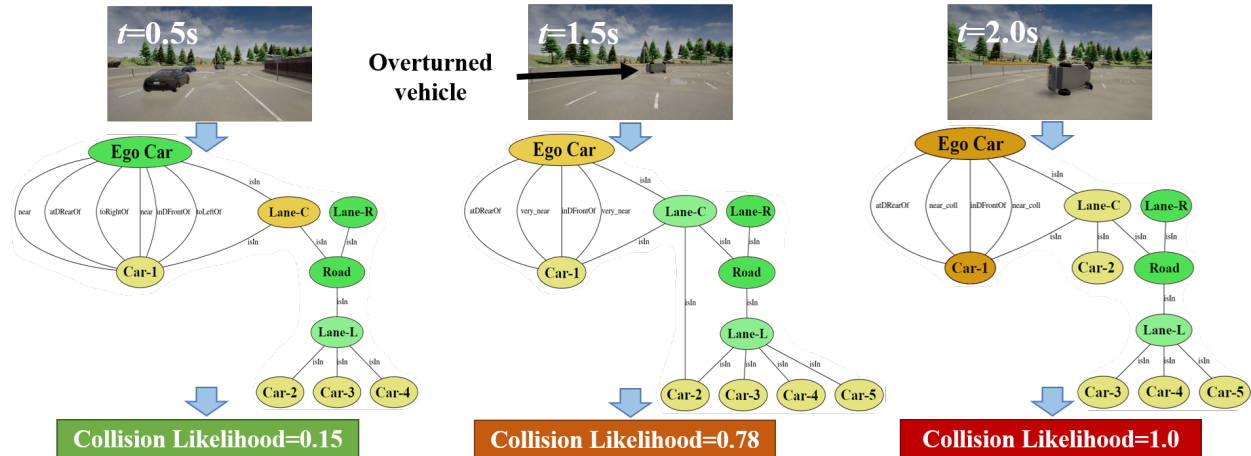 t=0.5s
t=1.5s
t=2.0s
Overturned
vehicle
Ego Car
isIn
near
atDRearOf
toRightOf
near
inDFrontOf
toLeftOf
Lane-C
Lane-R
isIn
isIn
isIn
Car-1
Road
isIn
Lane-L
isIn
isIn
isIn
Car-2
Car-3
Car-4
Collision Likelihood=0.15
Ego Car
isIn
atDRearOf
very_near
inDFrontOf
very_near
Lane-C
Lane-R
isIn
isIn
isIn
Car-1
Road
isIn
isIn
Lane-L
isIn
isIn
isIn
isIn
Car-2
Car-3
Car-4
Car-5
Collision Likelihood=0.78
Ego Car
isIn
atDRearOf
near_coll
inDFrontOf
near_coll
Lane-C
Lane-R
isIn
isIn
isIn
isIn
Car-1
Car-2
Road
isIn
Lane-L
isIn
isIn
isIn
Car-3
Car-4
Car-5
Collision Likelihood=1.0